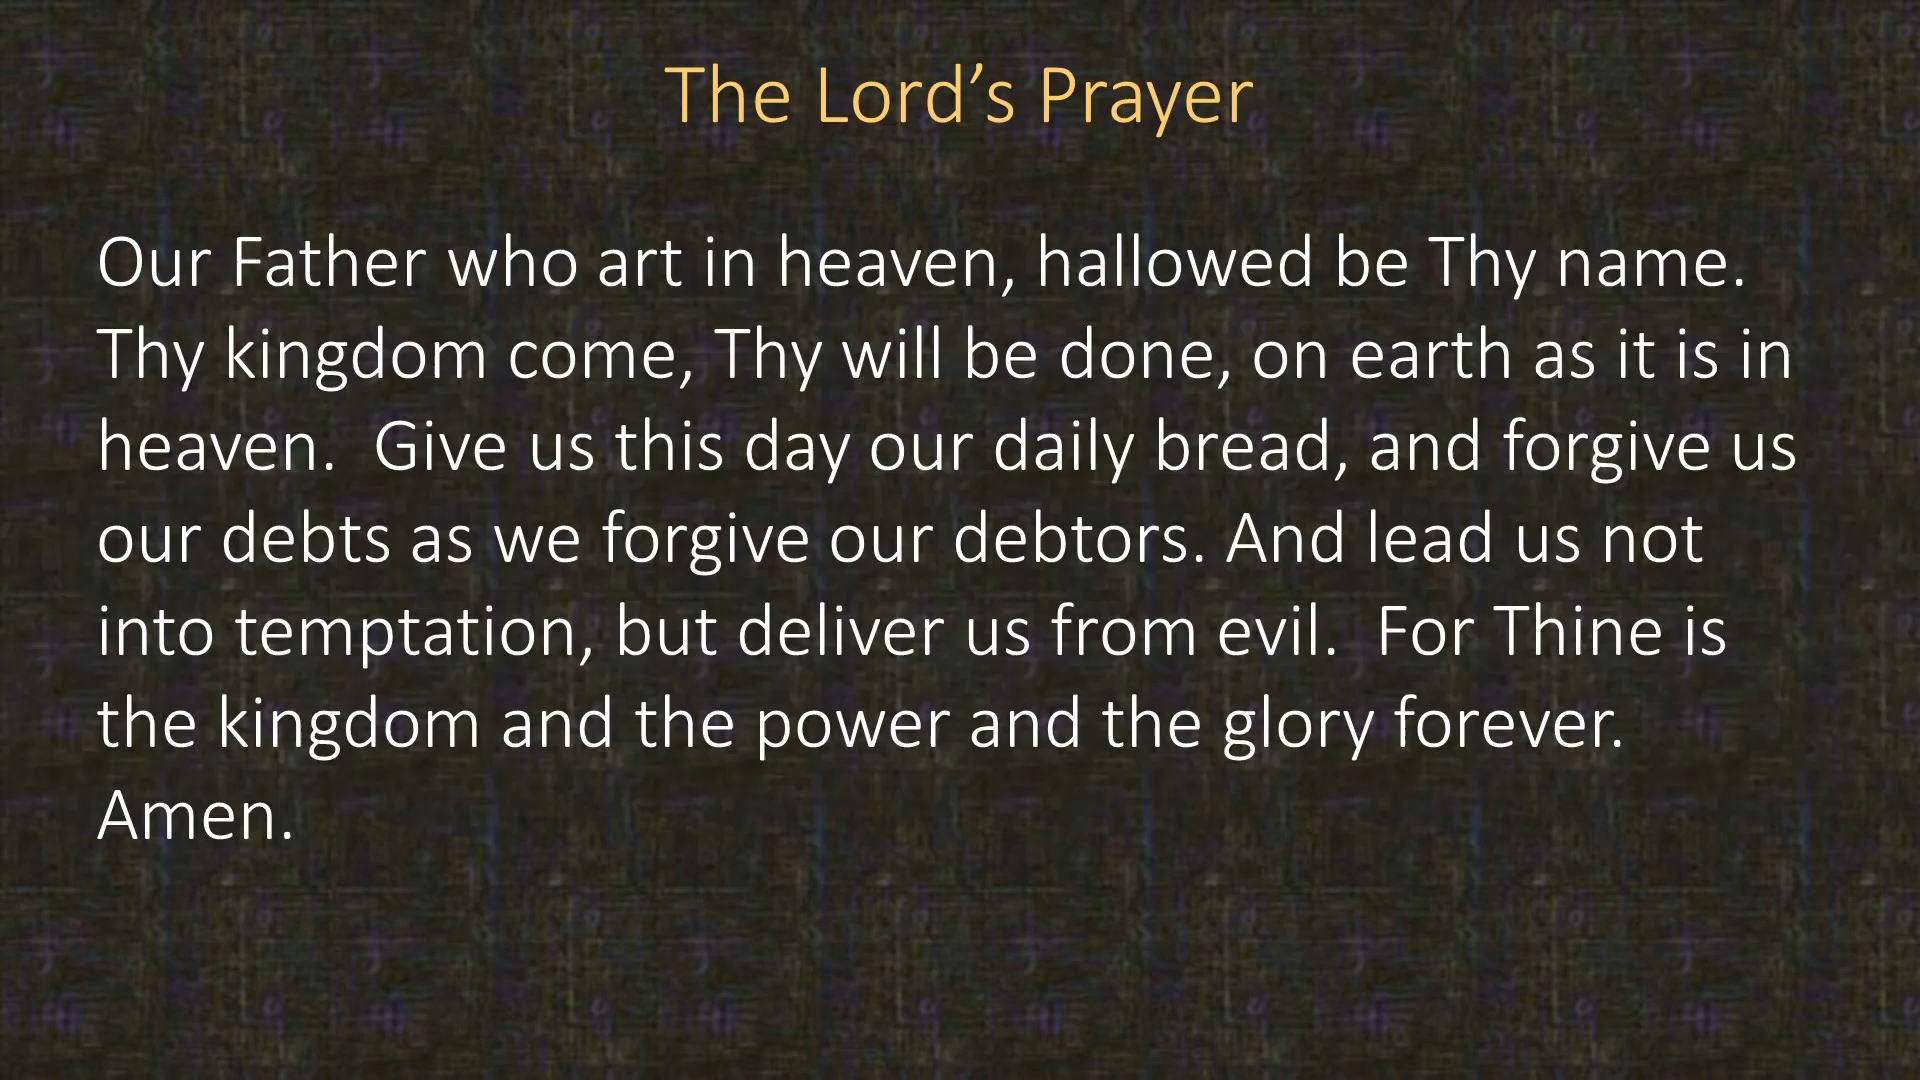 The Lord’s Prayer
Our Father who art in heaven, hallowed be Thy name.
Thy kingdom come, Thy will be done, on earth as it is in
heaven.  Give us this day our daily bread, and forgive us
our debts as we forgive our debtors. And lead us not
into temptation, but deliver us from evil.  For Thine is
the kingdom and the power and the glory forever.
Amen.